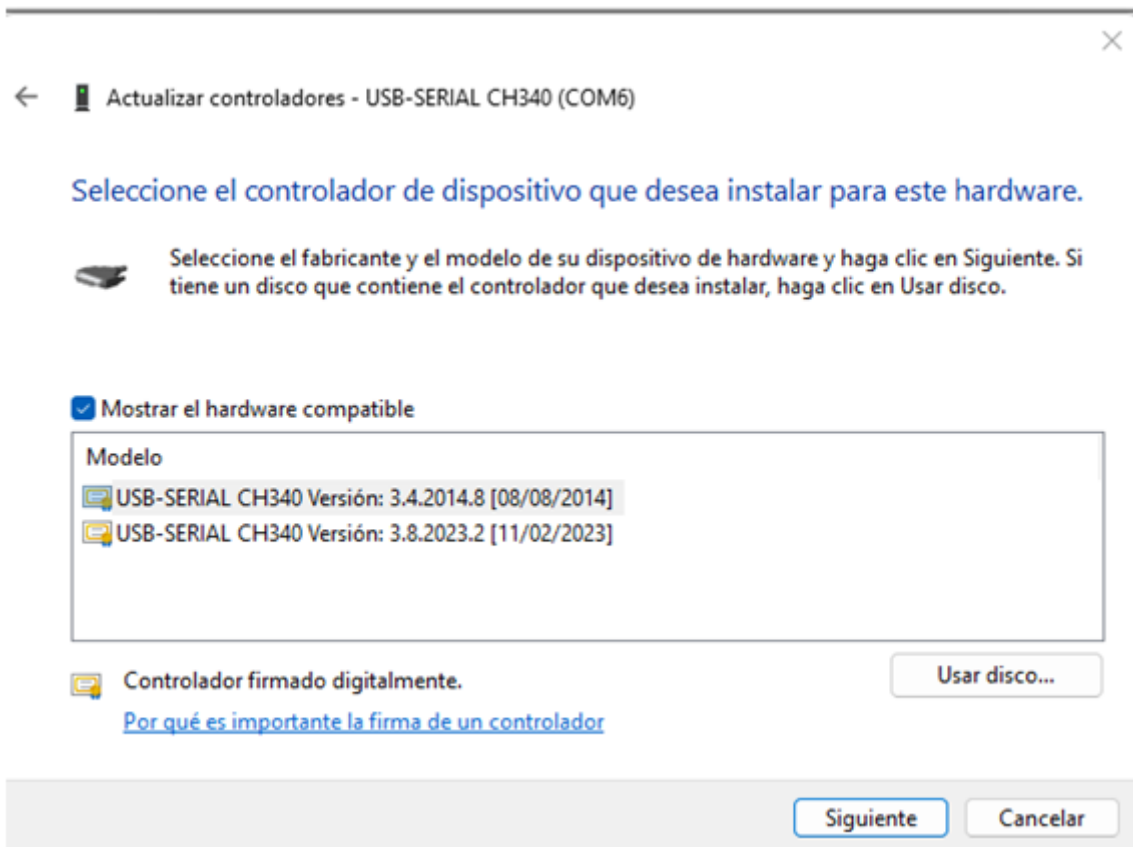 Actualizar controladores - USB-SERIAL CH340 (COM6)
Seleccione el controlador de dispositivo que desea instalar para este hardware.
Seleccione el fabricante y el modelo de su dispositivo de hardware y haga clic en Siguiente. Si
tiene un disco que contiene el controlador que desea instalar, haga clic en Usar disco.
Mostrar el hardware compatible
Modelo
USB-SERIAL CH340 Versión: 3.4.2014.8 [08/08/2014]
USB-SERIAL CH340 Versión: 3.8.2023.2 [11/02/2023]
Controlador firmado digitalmente.
Usar disco...
Por qué es importante la firma de un controlador
Siguiente
Cancelar